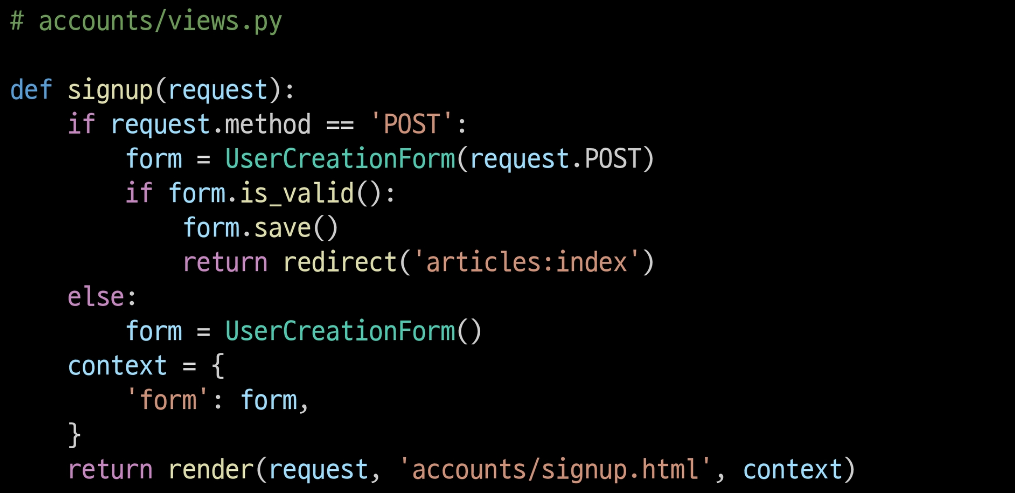 # accounts/views.py

def signup(request):
    if request.method == 'POST':
        form = UserCreationForm(request.POST)
        if form.is_valid():
            form.save()
            return redirect('articles:index')
    else:
        form = UserCreationForm()
    context = {
        'form': form,
    }
    return render(request, 'accounts/signup.html', context)